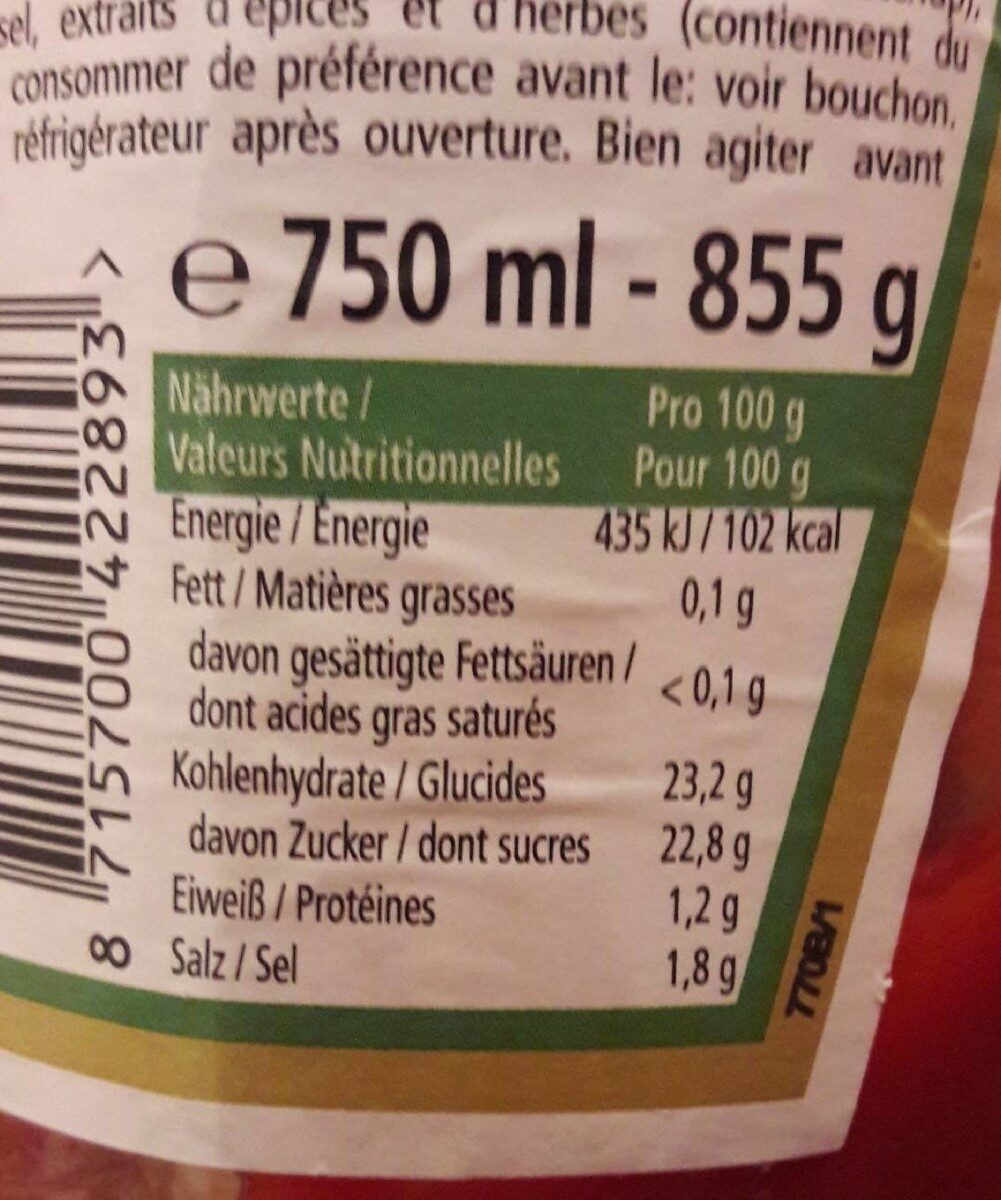 sel, extraits d'épices et d'herbes (contiennent du
consommer de préférence avant le: voir bouchon.
réfrigérateur après ouverture. Bien agiter avant
e 750 ml - 855 g
8 715700 422893 >
Nährwerte / Pro 100 g
Valeurs Nutritionnelles Pour 100 g
Energie / Énergie 435 kJ / 102 kcal
Fett / Matières grasses 0,1 g
davon gesättigte Fettsäuren /
dont acides gras saturés < 0,1 g
Kohlenhydrate / Glucides 23,2 g
davon Zucker / dont sucres 22,8 g
Eiweiß / Protéines 1,2 g
Salz / Sel 1,8 g
770B/1